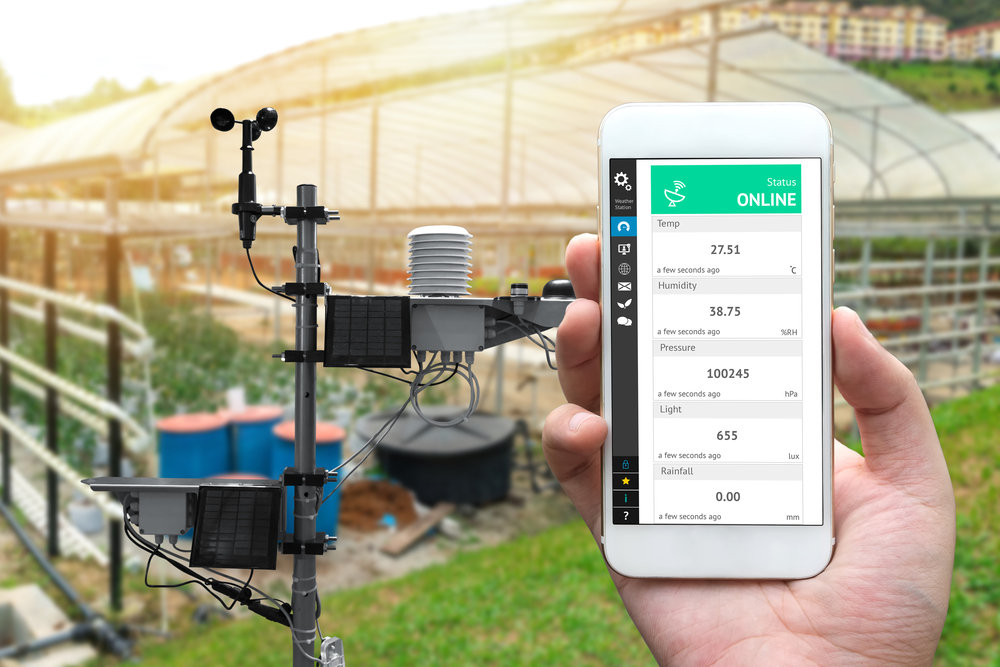 Weather
Station
Status
ONLINE
Temp
27.51
a few seconds ago °C
Humidity
38.75
a few seconds ago %RH
Pressure
100245
a few seconds ago hPa
Light
655
a few seconds ago lux
Rainfall
0.00
a few seconds ago mm
i
?